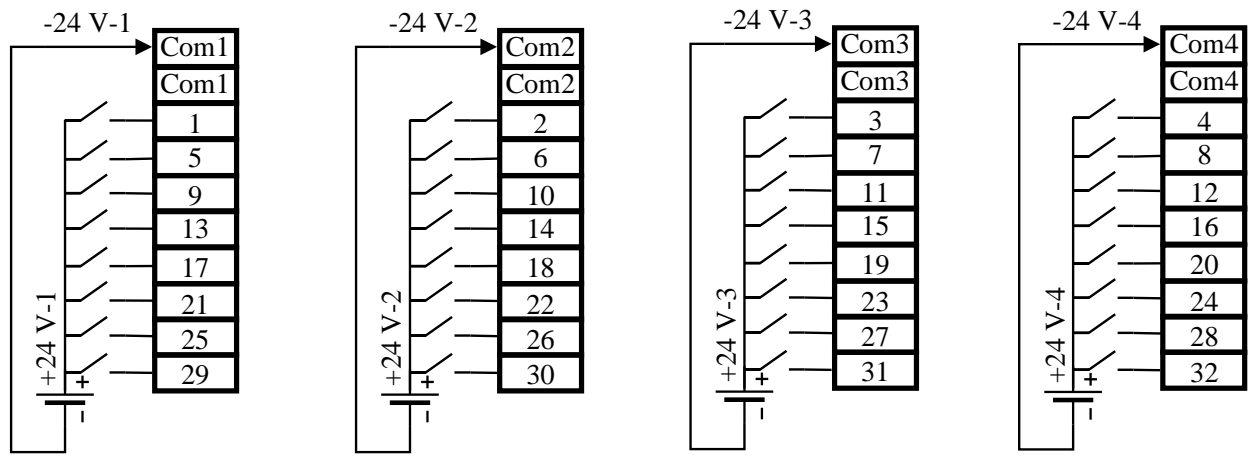 -24 V-1
Com1
Com1
1
5
9
13
17
21
25
29
+24 V-1
+
-
-24 V-2
Com2
Com2
2
6
10
14
18
22
26
30
+24 V-2
+
-
-24 V-3
Com3
Com3
3
7
11
15
19
23
27
31
+24 V-3
+
-
-24 V-4
Com4
Com4
4
8
12
16
20
24
28
32
+24 V-4
+
-